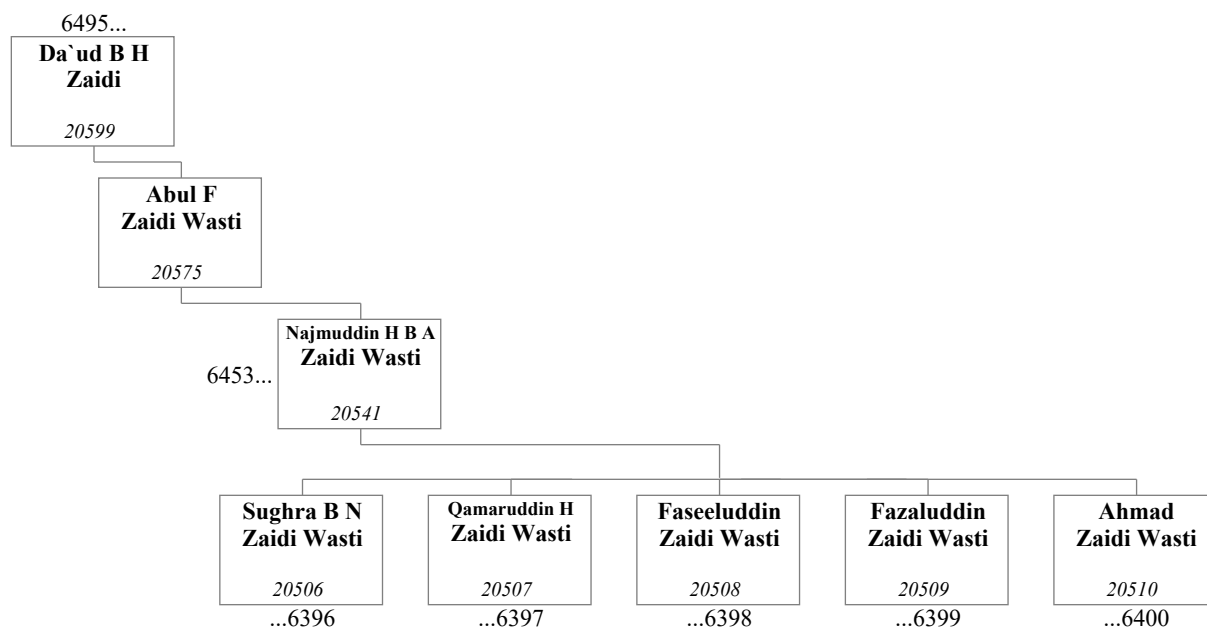 6495...
Da`ud B H
Zaidi
20599
Abul F
Zaidi Wasti
20575
6453...
Najmuddin H B A
Zaidi Wasti
20541
Sughra B N
Zaidi Wasti
20506
...6396
Qamaruddin H
Zaidi Wasti
20507
...6397
Faseeluddin
Zaidi Wasti
20508
...6398
Fazaluddin
Zaidi Wasti
20509
...6399
Ahmad
Zaidi Wasti
20510
...6400